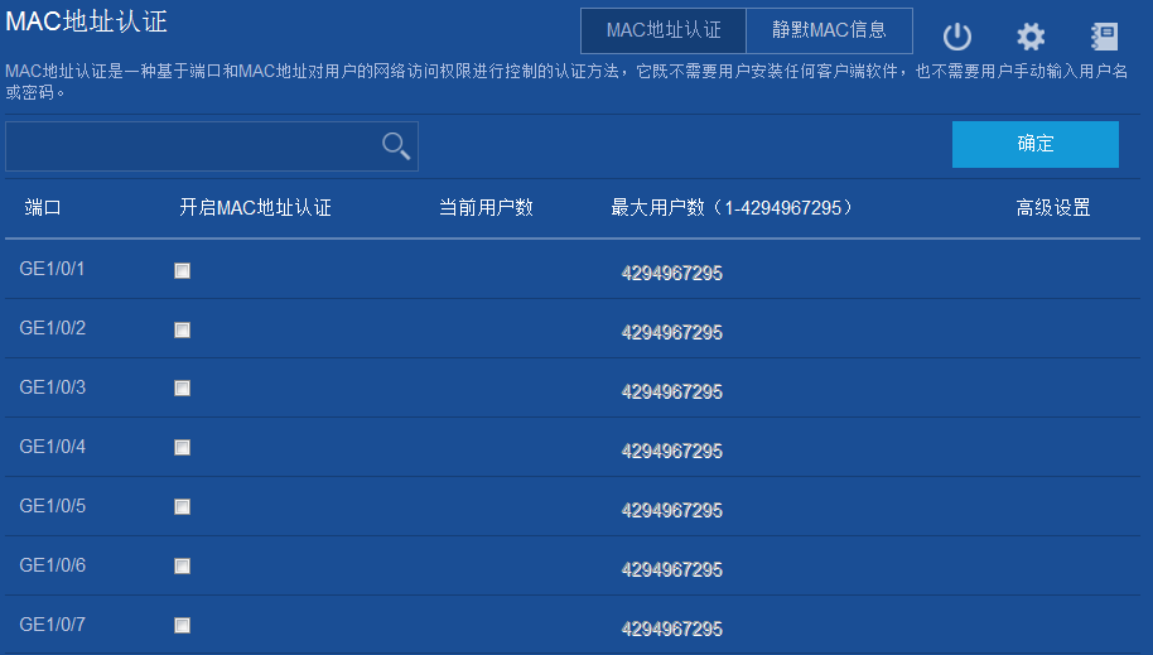 MAC地址认证
MAC地址认证 静默MAC信息
MAC地址认证是一种基于端口和MAC地址对用户的网络访问权限进行控制的认证方法，它既不需要用户安装任何客户端软件，也不需要用户手动输入用户名
或密码。
确定
端口 开启MAC地址认证 当前用户数 最大用户数（1-4294967295） 高级设置
GE1/0/1 4294967295
GE1/0/2 4294967295
GE1/0/3 4294967295
GE1/0/4 4294967295
GE1/0/5 4294967295
GE1/0/6 4294967295
GE1/0/7 4294967295